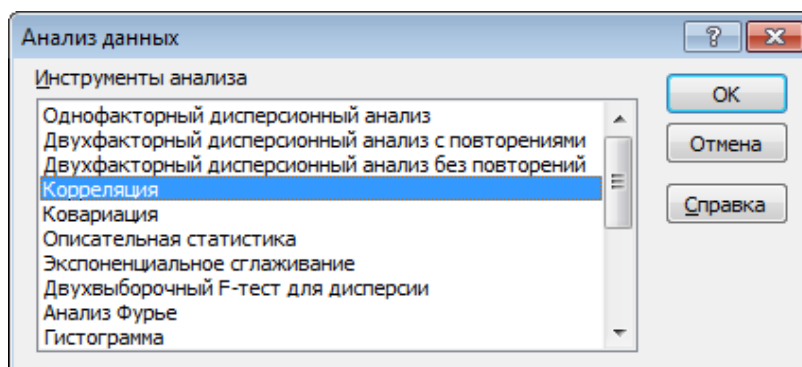 Анализ данных
Инструменты анализа
Однофакторный дисперсионный анализ
Двухфакторный дисперсионный анализ с повторениями
Двухфакторный дисперсионный анализ без повторений
Корреляция
Ковариация
Описательная статистика
Экспоненциальное сглаживание
Двухвыборочный F-тест для дисперсии
Анализ Фурье
Гистограмма
OK
Отмена
Справка